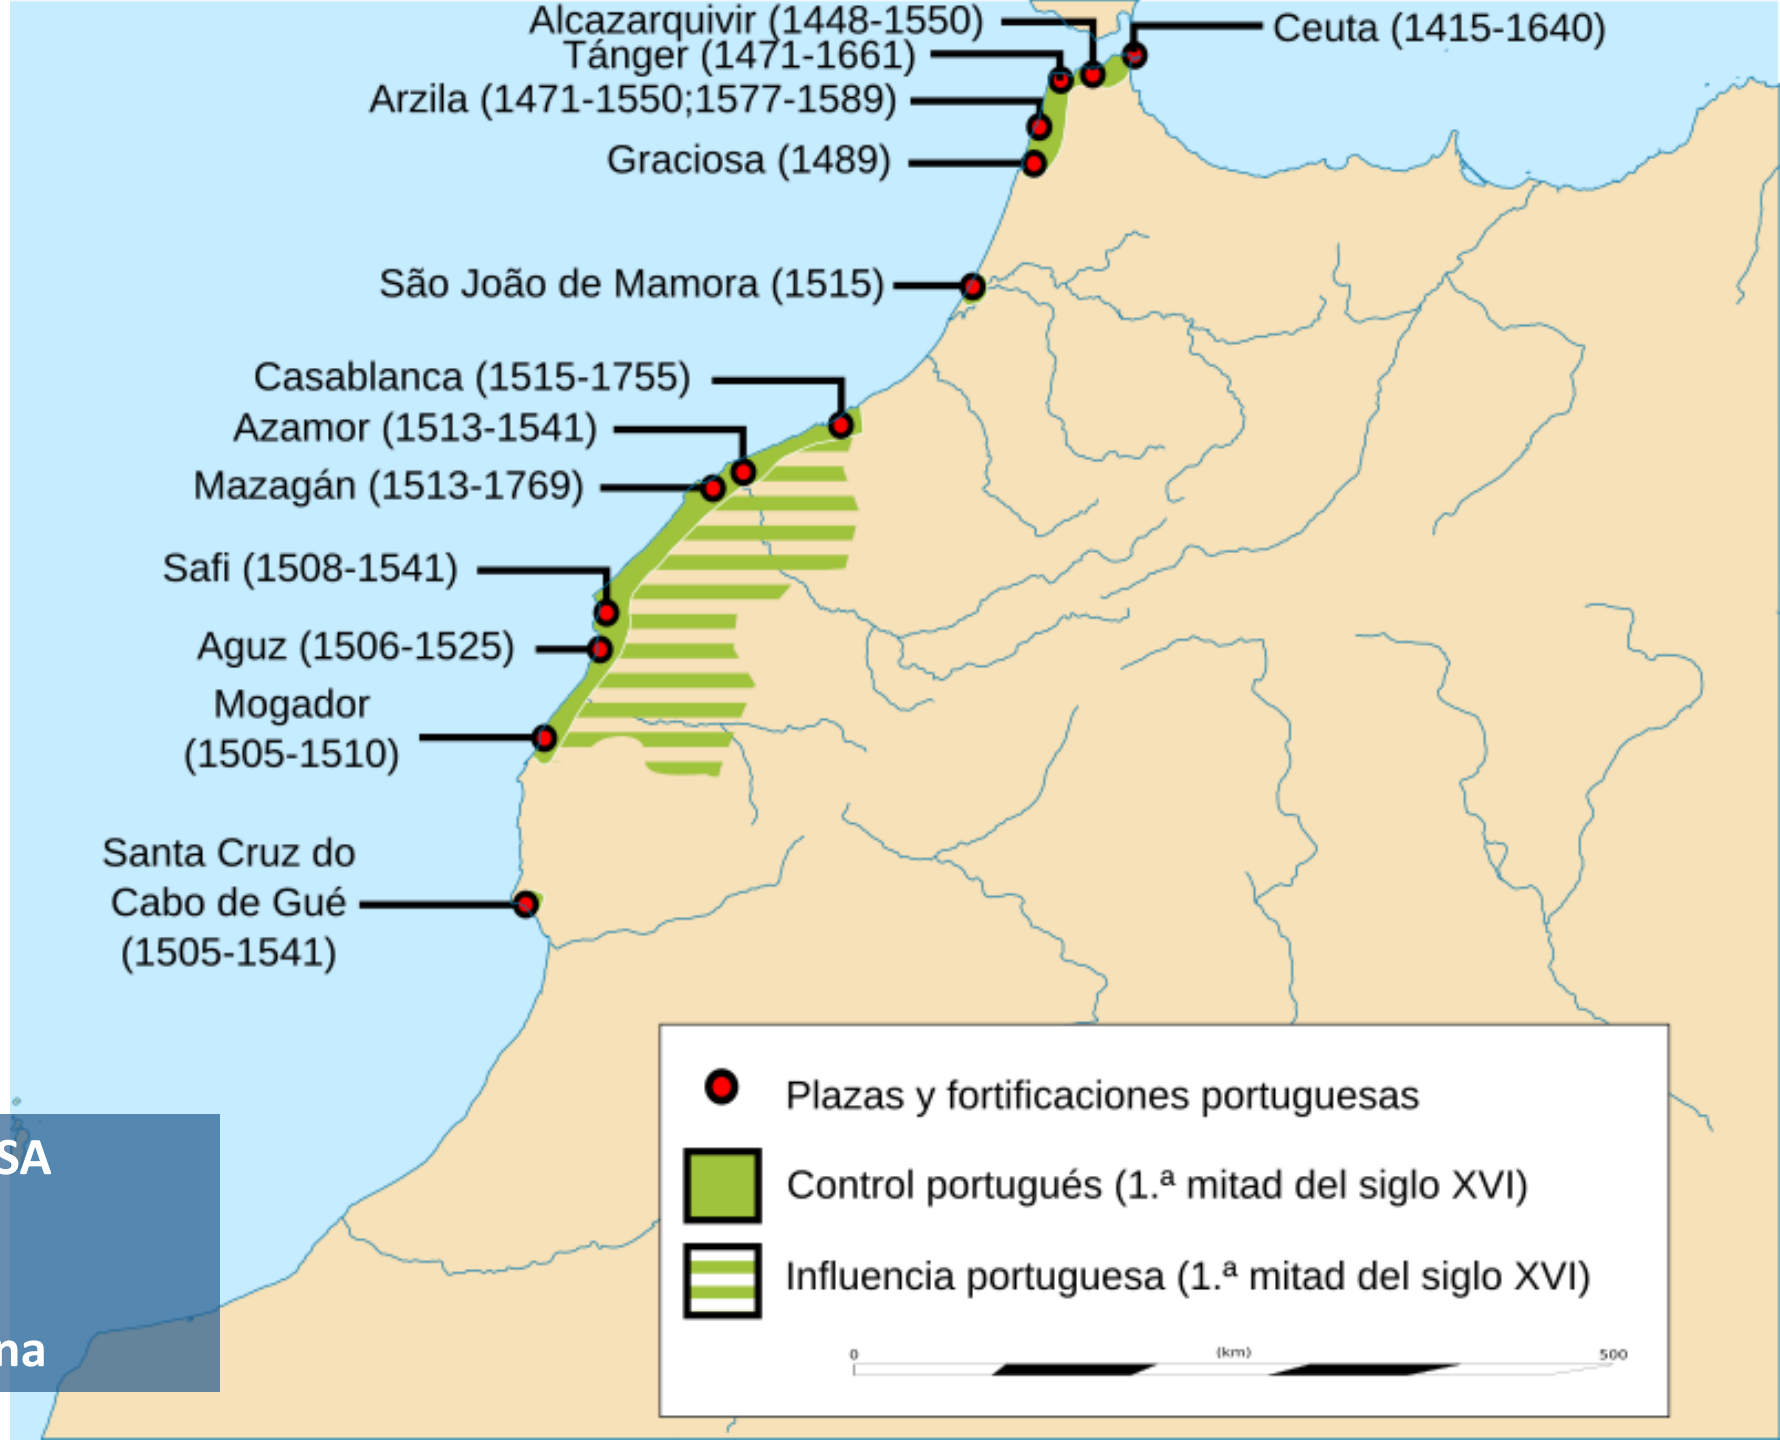 Alcazarquivir (1448-1550)
Ceuta (1415-1640)
Tánger (1471-1661)
Arzila (1471-1550;1577-1589)
Graciosa (1489)
São João de Mamora (1515)
Casablanca (1515-1755)
Azamor (1513-1541)
Mazagán (1513-1769)
Safi (1508-1541)
Aguz (1506-1525)
Mogador
(1505-1510)
Santa Cruz do
Cabo de Gué
(1505-1541)
Plazas y fortificaciones portuguesas
Control portugués (1.ª mitad del siglo XVI)
Influencia portuguesa (1.ª mitad del siglo XVI)
0 (km) 500
SA
na